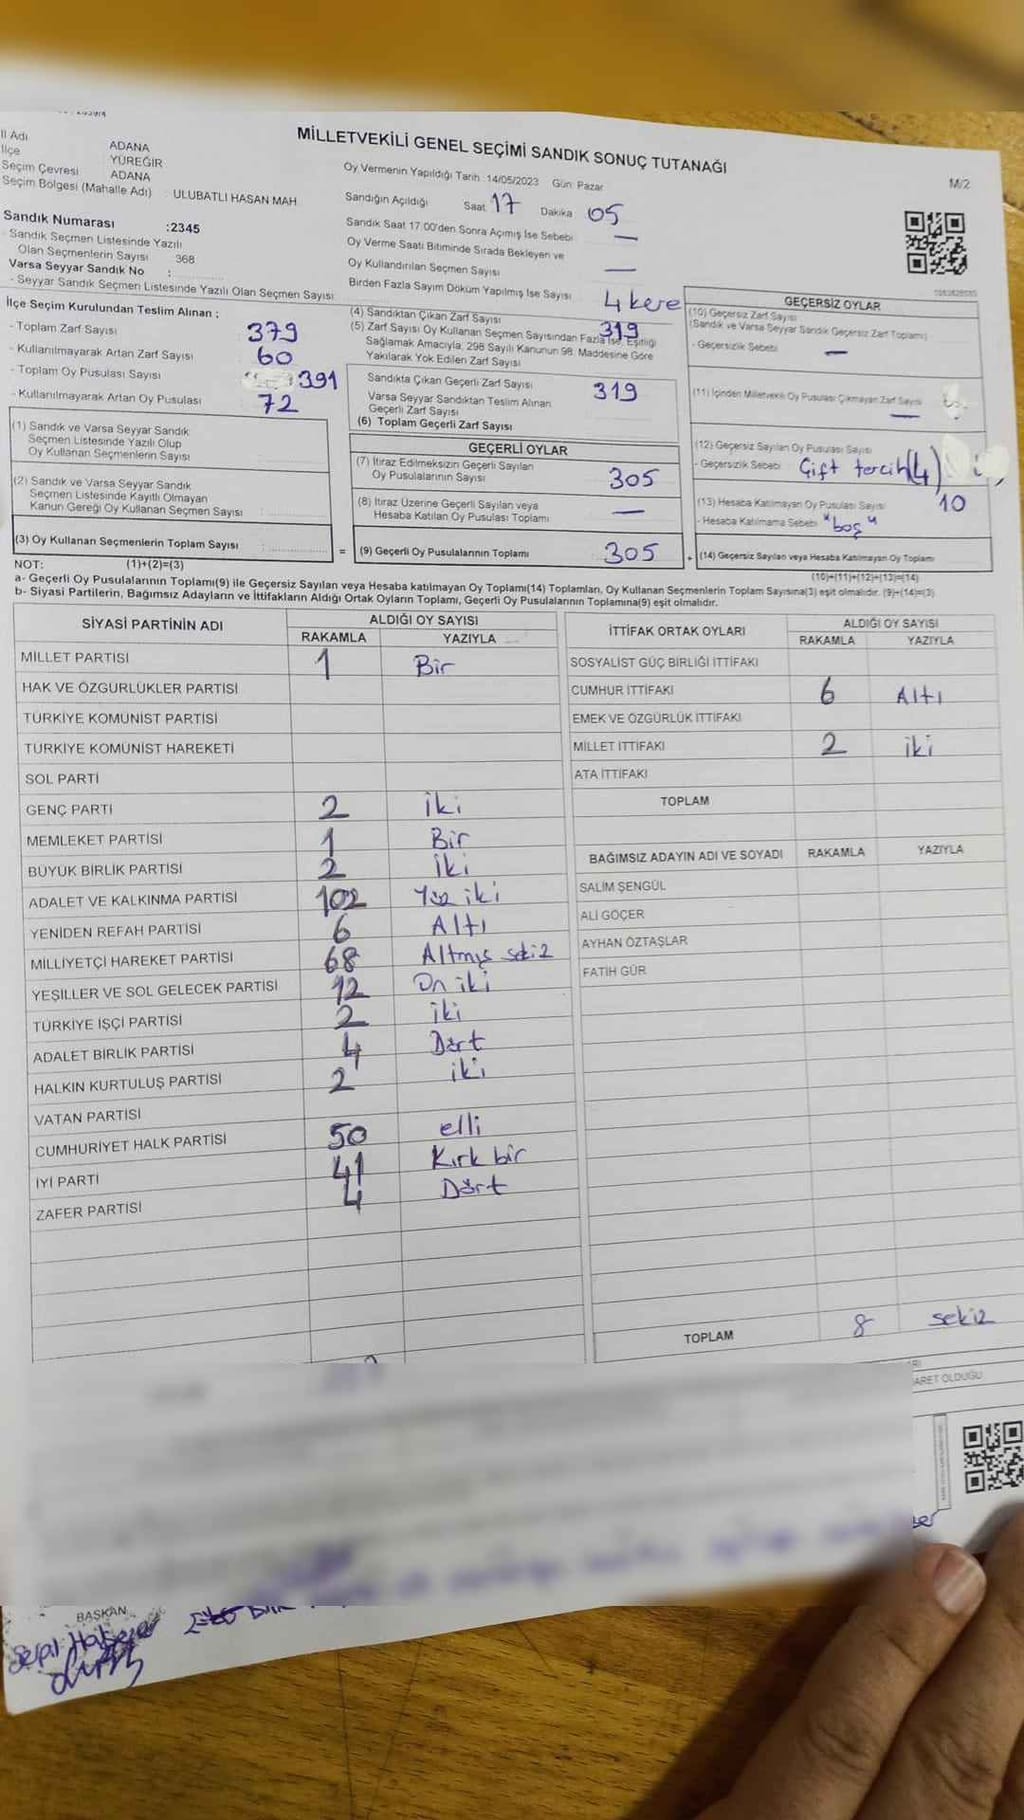 MİLLETVEKİLİ GENEL SEÇİMİ SANDIK SONUÇ TUTANAĞI
M/2
İl Adı ADANA
İlçe YÜREĞİR
Seçim Çevresi ADANA
Seçim Bölgesi (Mahalle Adı) ULUBATLI HASAN MAH
Sandık Numarası :2345
- Sandık Seçmen Listesinde Yazılı
Olan Seçmenlerin Sayısı 368
Varsa Seyyar Sandık No :
- Seyyar Sandık Seçmen Listesinde Yazılı Olan Seçmen Sayısı
Oy Vermenin Yapıldığı Tarih :14/05/2023 Gün: Pazar
Sandığın Açıldığı Saat 17 Dakika 05
Sandık Saat 17.00'den Sonra Açımış İse Sebebi —
Oy Verme Saati Bitiminde Sırada Bekleyen ve
Oy Kullandırılan Seçmen Sayısı —
Birden Fazla Sayım Döküm Yapılmış İse Sayısı 4 kere
İlçe Seçim Kurulundan Teslim Alınan :
- Toplam Zarf Sayısı 379
- Kullanılmayarak Artan Zarf Sayısı 60
- Toplam Oy Pusulası Sayısı 391
- Kullanılmayarak Artan Oy Pusulası 72
(1) Sandık ve Varsa Seyyar Sandık
Seçmen Listesinde Yazılı Olup
Oy Kullanan Seçmenlerin Sayısı
(2) Sandık ve Varsa Seyyar Sandık
Seçmen Listesinde Kayıtlı Olmayan
Kanun Gereği Oy Kullanan Seçmen Sayısı :
(3) Oy Kullanan Seçmenlerin Toplam Sayısı :
(4) Sandıktan Çıkan Zarf Sayısı 319
(5) Zarf Sayısı Oy Kullanan Seçmen Sayısından Fazla İse, Eşitliği
Sağlamak Amacıyla, 298 Sayılı Kanunun 98. Maddesine Göre
Yakılarak Yok Edilen Zarf Sayısı
Sandıkta Çıkan Geçerli Zarf Sayısı 319
Varsa Seyyar Sandıktan Teslim Alınan
Geçerli Zarf Sayısı
(6) Toplam Geçerli Zarf Sayısı
GEÇERLİ OYLAR
(7) İtiraz Edilmeksizin Geçerli Sayılan
Oy Pusulalarının Sayısı 305
(8) İtiraz Üzerine Geçerli Sayılan veya
Hesaba Katılan Oy Pusulası Toplamı —
= (9) Geçerli Oy Pusulalarının Toplamı 305
GEÇERSİZ OYLAR
(10) Geçersiz Zarf Sayısı
(Sandık ve Varsa Seyyar Sandık Geçersiz Zarf Toplamı)
- Geçersizlik Sebebi —
(11) İçinden Milletvekili Oy Pusulası Çıkmayan Zarf Sayısı —
(12) Geçersiz Sayılan Oy Pusulası Sayısı
- Geçersizlik Sebebi Çift tercih(4)
(13) Hesaba Katılmayan Oy Pusulası Sayısı 10
- Hesaba Katılmama Sebebi "boş"
+ (14) Geçersiz Sayılan veya Hesaba Katılmayan Oy Toplamı
NOT: (1)+(2)=(3)
(10)+(11)+(12)+(13)=(14)
a- Geçerli Oy Pusulalarının Toplamı(9) ile Geçersiz Sayılan veya Hesaba katılmayan Oy Toplamı(14) Toplamları, Oy Kullanan Seçmenlerin Toplam Sayısına(3) eşit olmalıdır. (9)+(14)=(3)
b- Siyasi Partilerin, Bağımsız Adayların ve İttifakların Aldığı Ortak Oyların Toplamı, Geçerli Oy Pusulalarının Toplamına(9) eşit olmalıdır.
SİYASİ PARTİNİN ADI
ALDIĞI OY SAYISI
RAKAMLA YAZIYLA
MİLLET PARTİSİ 1 Bir
HAK VE ÖZGÜRLÜKLER PARTİSİ
TÜRKİYE KOMÜNİST PARTİSİ
TÜRKİYE KOMÜNİST HAREKETİ
SOL PARTİ
GENÇ PARTİ 2 iki
MEMLEKET PARTİSİ 1 Bir
BÜYÜK BİRLİK PARTİSİ 2 İki
ADALET VE KALKINMA PARTİSİ 102 Yüz iki
YENİDEN REFAH PARTİSİ 6 Altı
MİLLİYETÇİ HAREKET PARTİSİ 68 Altmış sekiz
YEŞİLLER VE SOL GELECEK PARTİSİ 12 On iki
TÜRKİYE İŞÇİ PARTİSİ 2 iki
ADALET BİRLİK PARTİSİ 4 Dört
HALKIN KURTULUŞ PARTİSİ 2 iki
VATAN PARTİSİ
CUMHURİYET HALK PARTİSİ 50 elli
İYİ PARTİ 41 Kırk bir
ZAFER PARTİSİ 4 Dört
İTTİFAK ORTAK OYLARI
ALDIĞI OY SAYISI
RAKAMLA YAZIYLA
SOSYALİST GÜÇ BİRLİĞİ İTTİFAKI
CUMHUR İTTİFAKI 6 Altı
EMEK VE ÖZGÜRLÜK İTTİFAKI
MİLLET İTTİFAKI 2 iki
ATA İTTİFAKI
TOPLAM
BAĞIMSIZ ADAYIN ADI VE SOYADI RAKAMLA YAZIYLA
SALİM ŞENGÜL
ALİ GÖÇER
AYHAN ÖZTAŞLAR
FATİH GÜR
TOPLAM 8 sekiz
ARET OLDUĞU
BAŞKAN